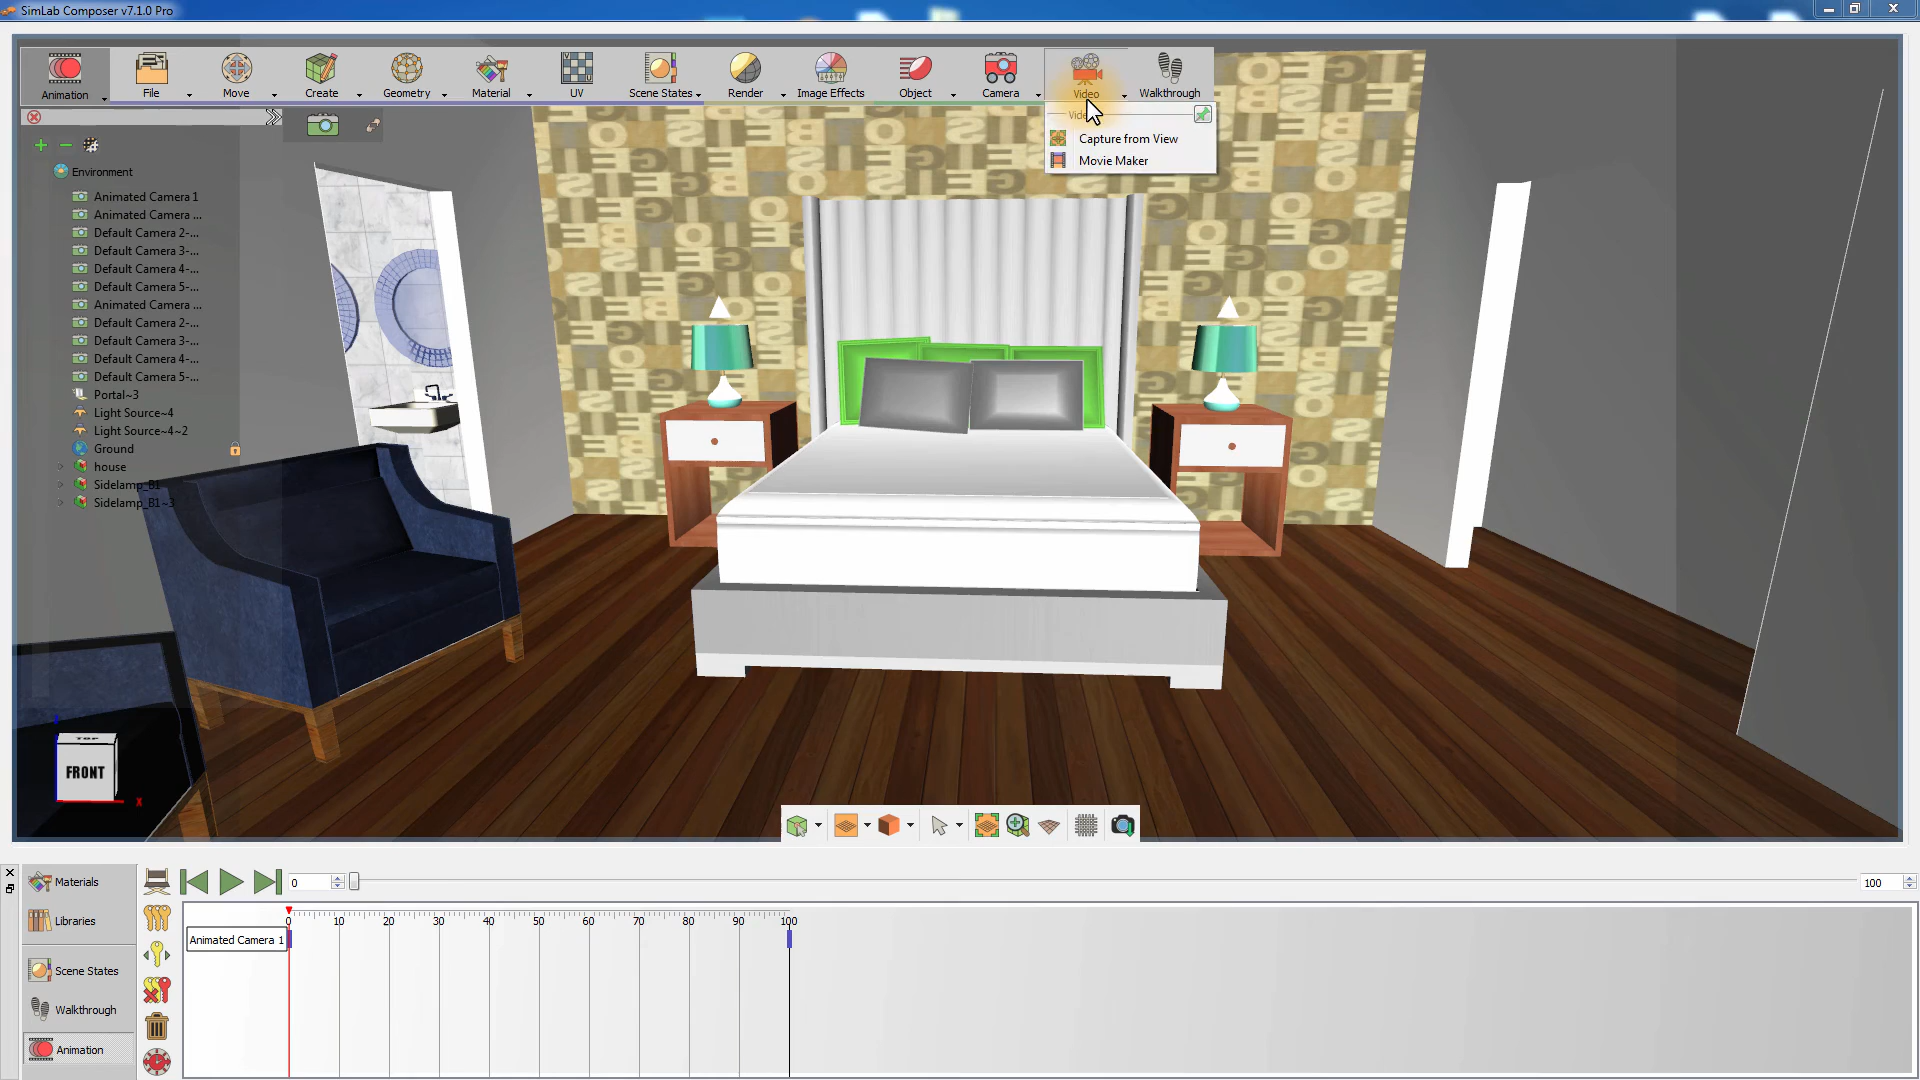 SimLab Composer v7.1.0 Pro
Animation
File
Move
Create
Geometry
Material
UV
Scene States
Render
Image Effects
Object
Camera
Video
Walkthrough
Capture from View
Movie Maker
Environment
Animated Camera 1
Animated Camera ...
Default Camera 2-...
Default Camera 3-...
Default Camera 4-...
Default Camera 5-...
Animated Camera ...
Default Camera 2-...
Default Camera 3-...
Default Camera 4-...
Default Camera 5-...
Portal~3
Light Source~4
Light Source~4~2
Ground
house
Sidelamp_B1
Sidelamp_B1~3
TOP
FRONT
X
Materials
Libraries
Scene States
Walkthrough
Animation
0
100
0 10 20 30 40 50 60 70 80 90 100
Animated Camera 1